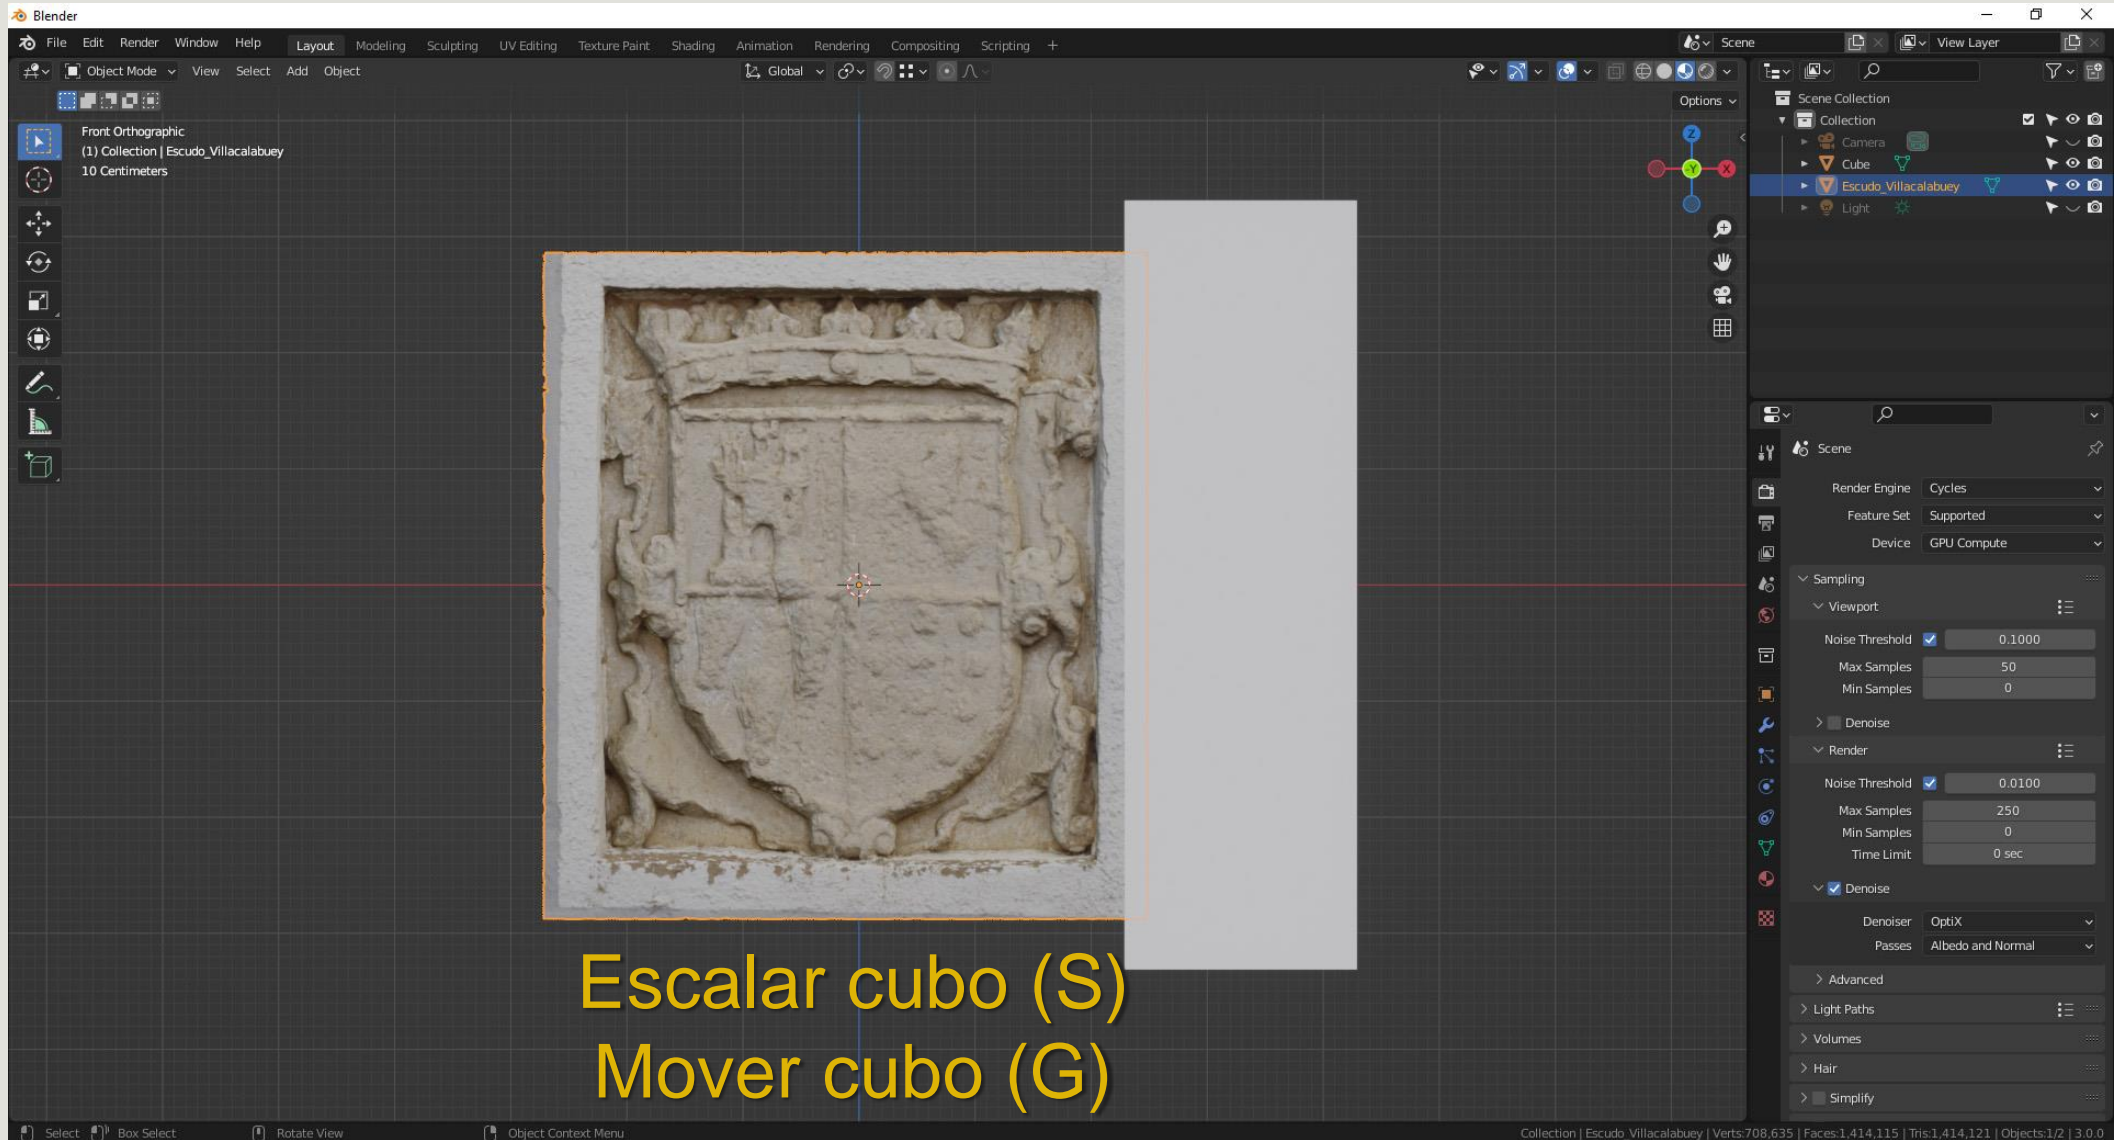 Blender
File Edit Render Window Help Layout Modeling Sculpting UV Editing Texture Paint Shading Animation Rendering Compositing Scripting + Scene View Layer
Object Mode View Select Add Object Global
Options
Front Orthographic
(1) Collection | Escudo_Villacalabuey
10 Centimeters
Z
-Y
X
Scene Collection
Collection
Camera
Cube
Escudo_Villacalabuey
Light
Scene
Render Engine Cycles
Feature Set Supported
Device GPU Compute
Sampling
Viewport
Noise Threshold 0.1000
Max Samples 50
Min Samples 0
Denoise
Render
Noise Threshold 0.0100
Max Samples 250
Min Samples 0
Time Limit 0 sec
Denoise
Denoiser OptiX
Passes Albedo and Normal
Advanced
Light Paths
Volumes
Hair
Simplify
Escalar cubo (S)
Mover cubo (G)
Select Box Select Rotate View Object Context Menu Collection | Escudo_Villacalabuey | Verts:708,635 | Faces:1,414,115 | Tris:1,414,121 | Objects:1/2 | 3.0.0